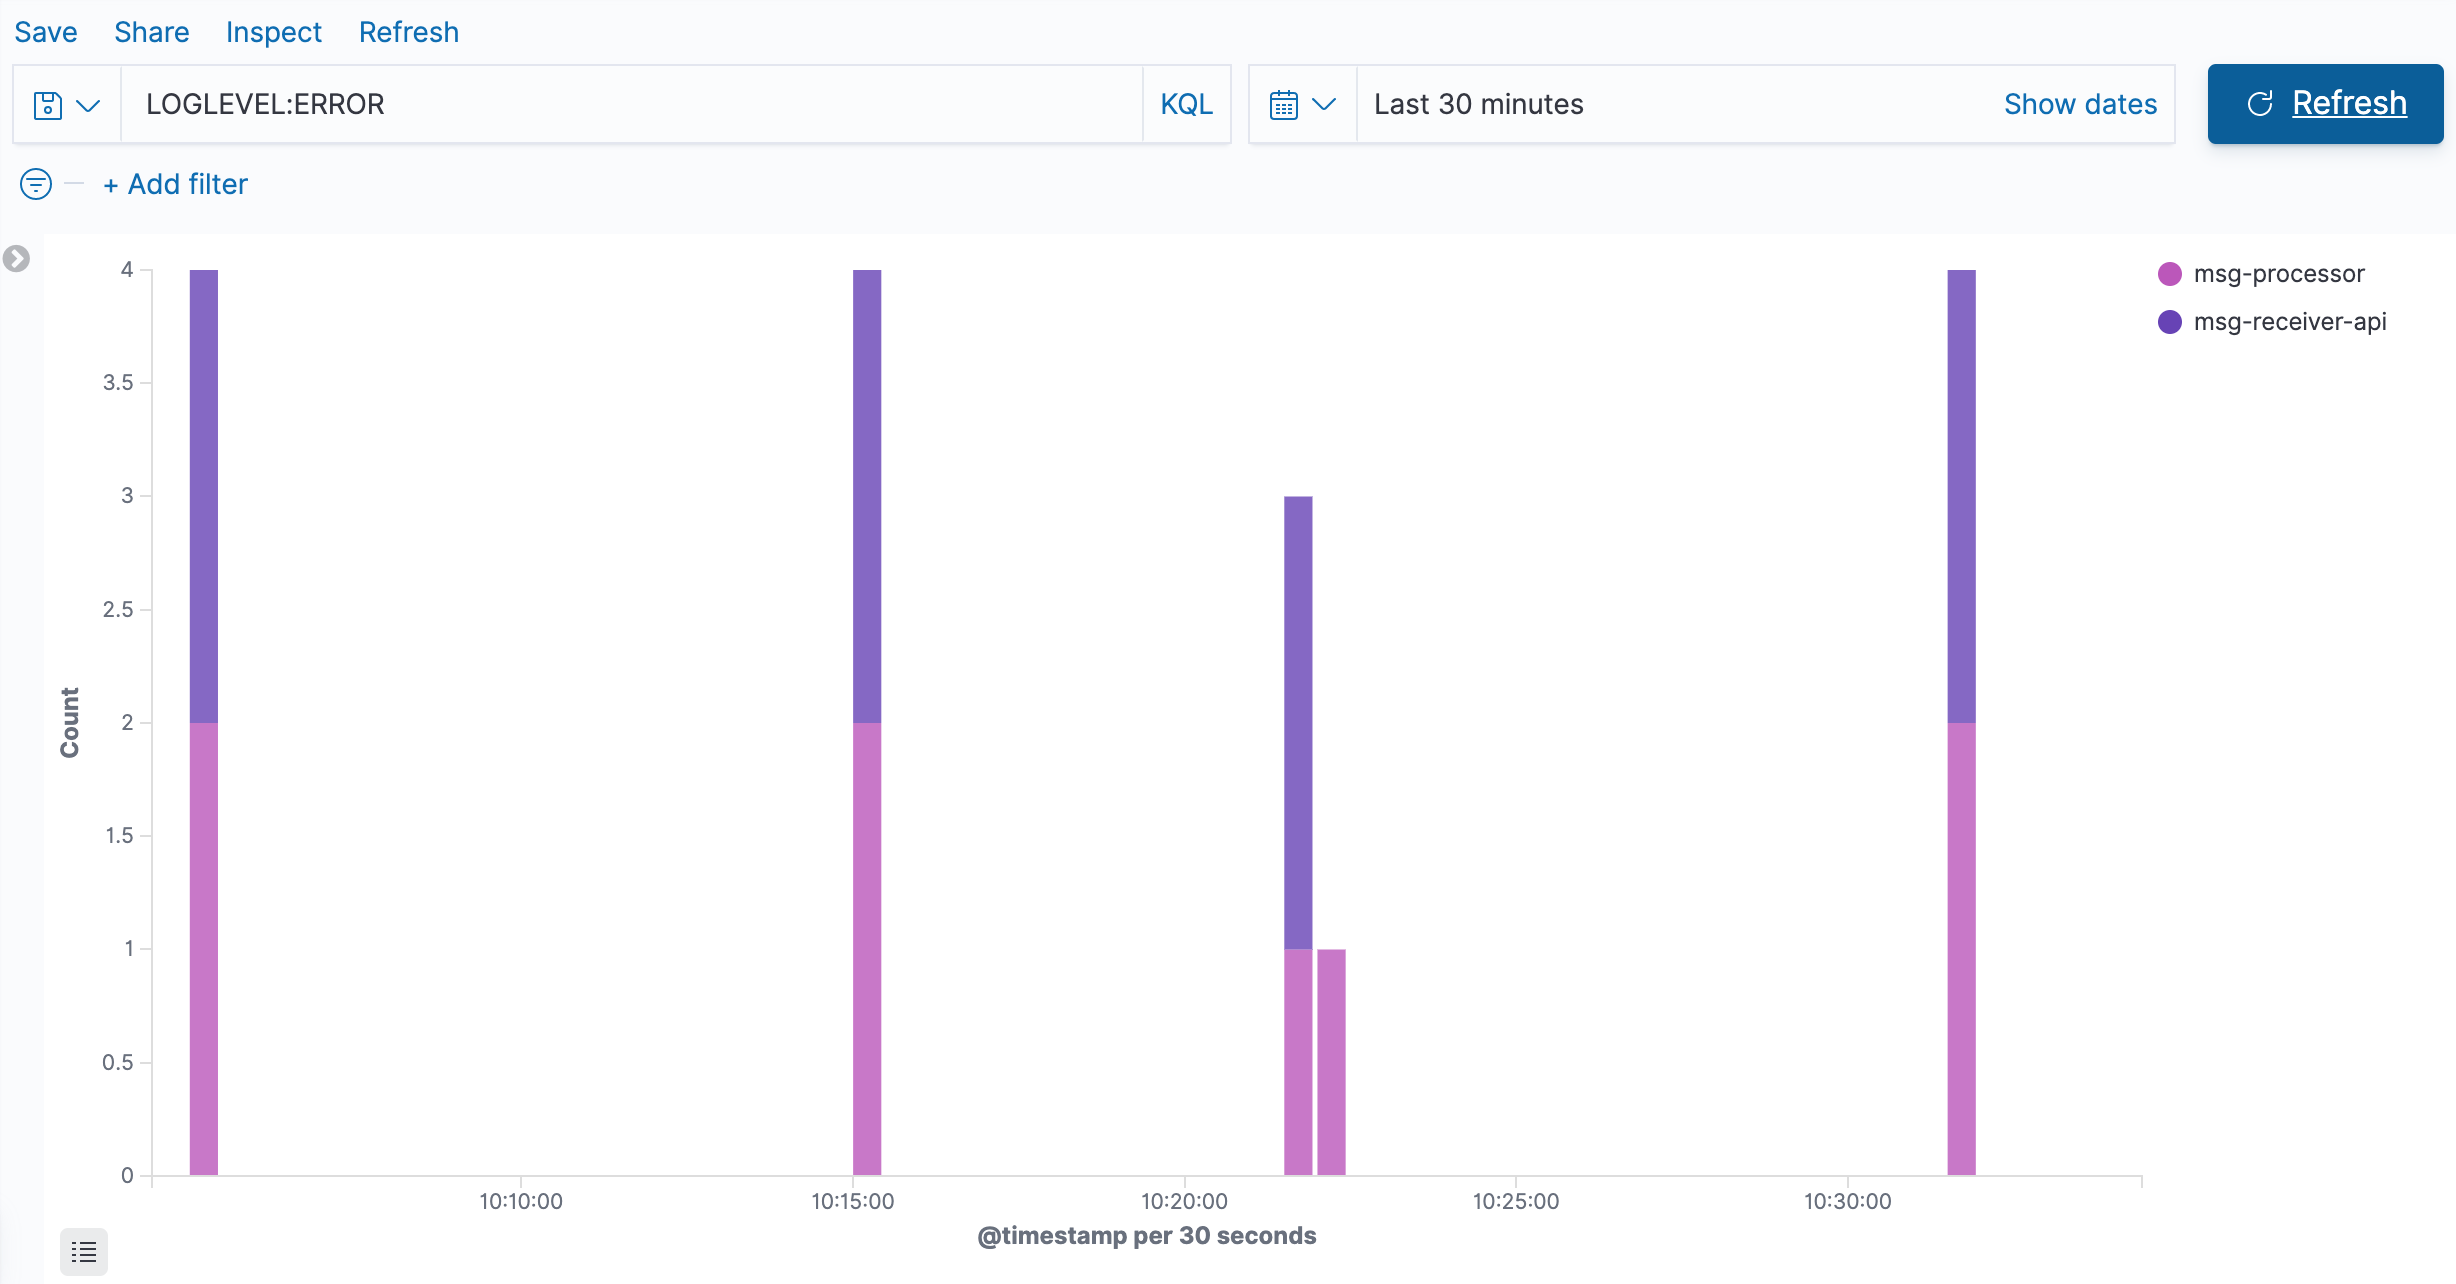 Save Share Inspect Refresh
LOGLEVEL:ERROR KQL Last 30 minutes Show dates Refresh
+ Add filter
msg-processor
msg-receiver-api
4
3.5
3
2.5
2
1.5
1
0.5
0
Count
10:10:00 10:15:00 10:20:00 10:25:00 10:30:00
@timestamp per 30 seconds